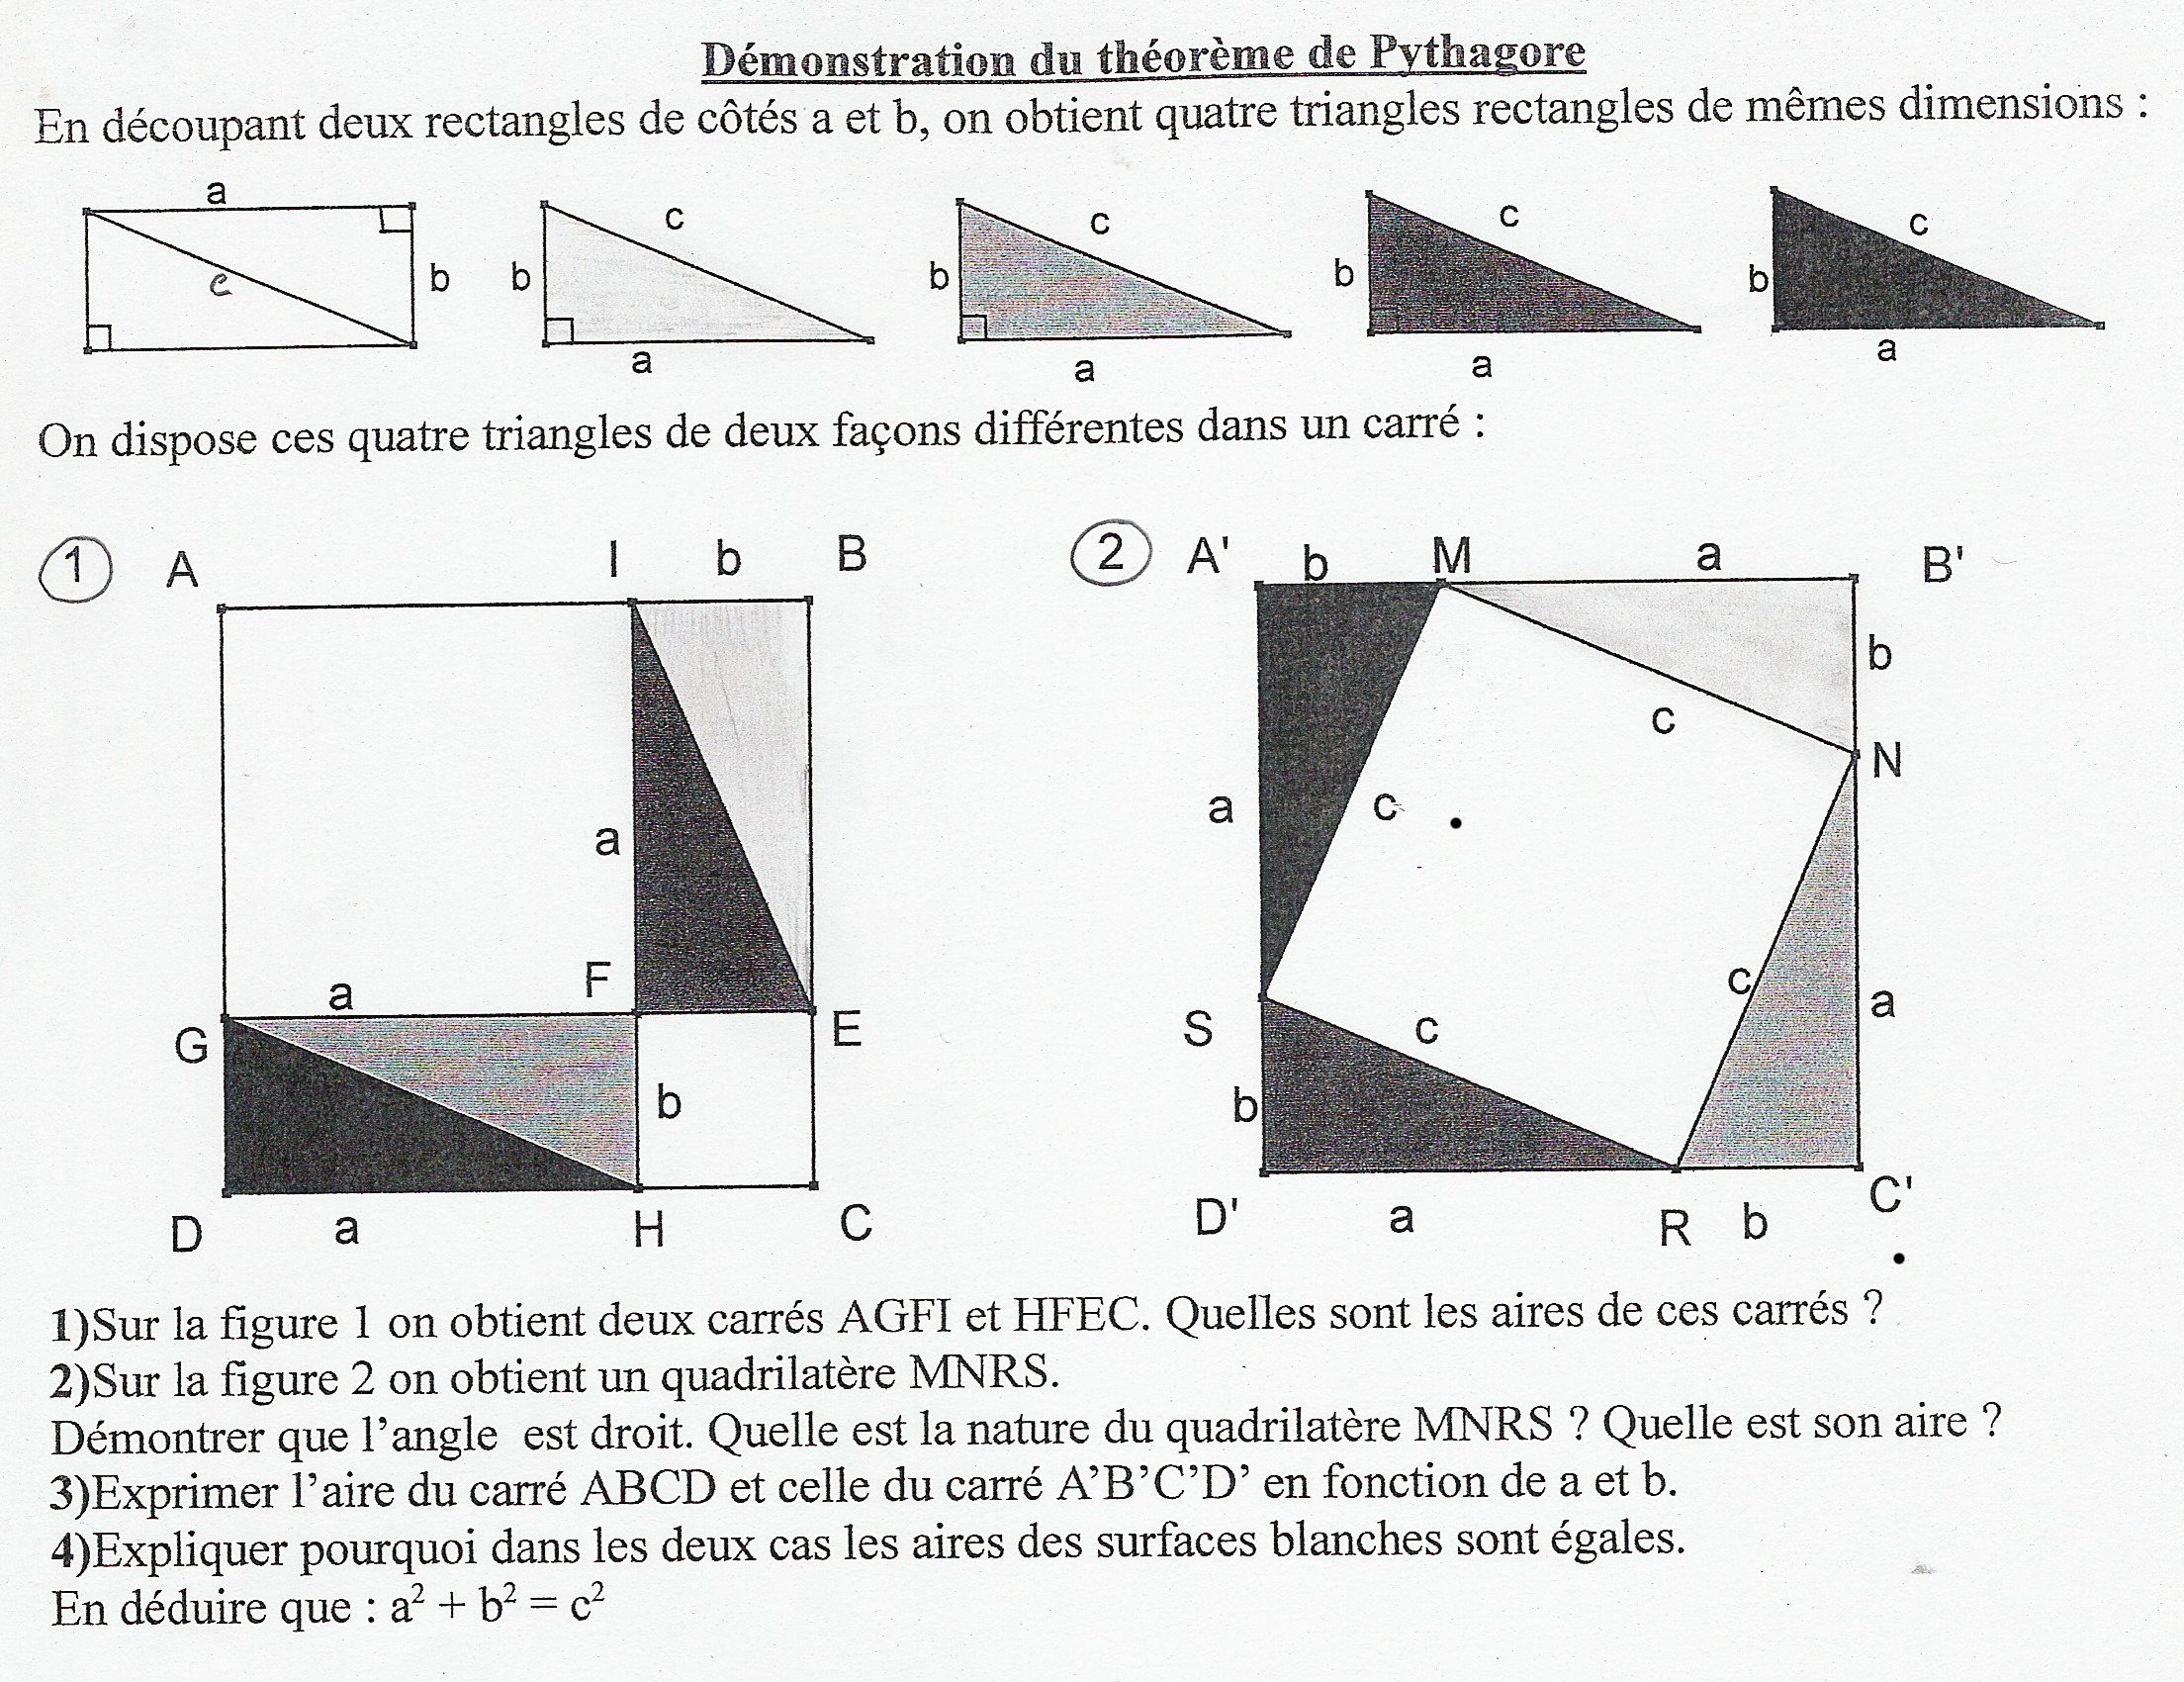 Démonstration du théorème de Pythagore
En découpant deux rectangles de côtés a et b, on obtient quatre triangles rectangles de mêmes dimensions :
a
c
c
c
c
b
b
b
b
b
c
a
a
a
a
On dispose ces quatre triangles de deux façons différentes dans un carré :
1
A
I
b
B
2
A'
b
M
a
B'
b
c
N
a
c
a
a
F
G
E
b
D
a
H
C
c
a
S
c
b
D'
a
R
b
C'
1)Sur la figure 1 on obtient deux carrés AGFI et HFEC. Quelles sont les aires de ces carrés ?
2)Sur la figure 2 on obtient un quadrilatère MNRS.
Démontrer que l’angle est droit. Quelle est la nature du quadrilatère MNRS ? Quelle est son aire ?
3)Exprimer l’aire du carré ABCD et celle du carré A’B’C’D’ en fonction de a et b.
4)Expliquer pourquoi dans les deux cas les aires des surfaces blanches sont égales.
En déduire que : a² + b² = c²